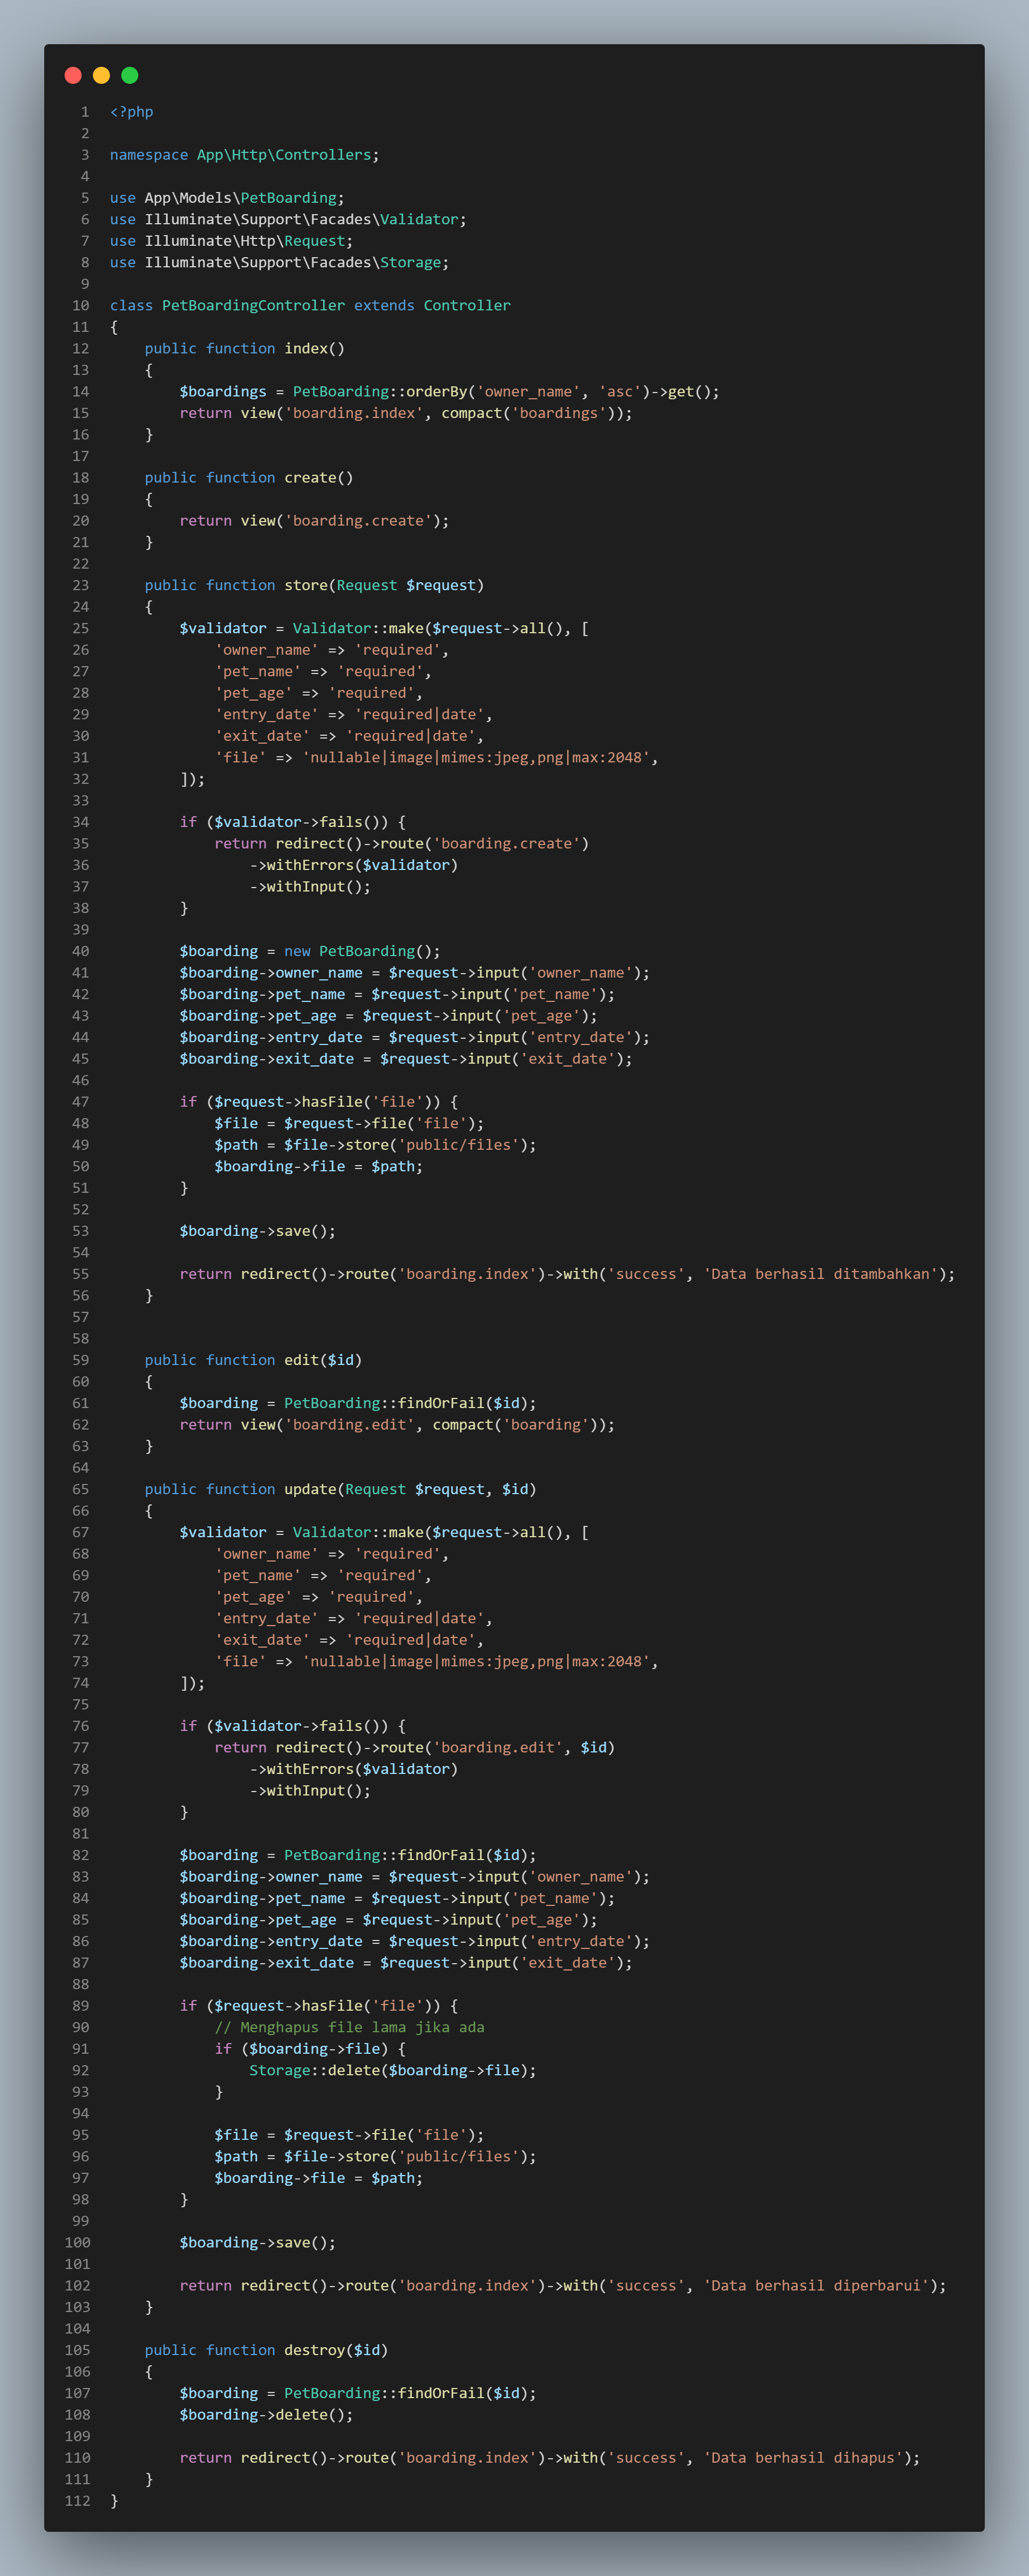 1 <?php
2
3 namespace App\Http\Controllers;
4
5 use App\Models\PetBoarding;
6 use Illuminate\Support\Facades\Validator;
7 use Illuminate\Http\Request;
8 use Illuminate\Support\Facades\Storage;
9
10 class PetBoardingController extends Controller
11 {
12     public function index()
13     {
14         $boardings = PetBoarding::orderBy('owner_name', 'asc')->get();
15         return view('boarding.index', compact('boardings'));
16     }
17
18     public function create()
19     {
20         return view('boarding.create');
21     }
22
23     public function store(Request $request)
24     {
25         $validator = Validator::make($request->all(), [
26             'owner_name' => 'required',
27             'pet_name' => 'required',
28             'pet_age' => 'required',
29             'entry_date' => 'required|date',
30             'exit_date' => 'required|date',
31             'file' => 'nullable|image|mimes:jpeg,png|max:2048',
32         ]);
33
34         if ($validator->fails()) {
35             return redirect()->route('boarding.create')
36                 ->withErrors($validator)
37                 ->withInput();
38         }
39
40         $boarding = new PetBoarding();
41         $boarding->owner_name = $request->input('owner_name');
42         $boarding->pet_name = $request->input('pet_name');
43         $boarding->pet_age = $request->input('pet_age');
44         $boarding->entry_date = $request->input('entry_date');
45         $boarding->exit_date = $request->input('exit_date');
46
47         if ($request->hasFile('file')) {
48             $file = $request->file('file');
49             $path = $file->store('public/files');
50             $boarding->file = $path;
51         }
52
53         $boarding->save();
54
55         return redirect()->route('boarding.index')->with('success', 'Data berhasil ditambahkan');
56     }
57
58
59     public function edit($id)
60     {
61         $boarding = PetBoarding::findOrFail($id);
62         return view('boarding.edit', compact('boarding'));
63     }
64
65     public function update(Request $request, $id)
66     {
67         $validator = Validator::make($request->all(), [
68             'owner_name' => 'required',
69             'pet_name' => 'required',
70             'pet_age' => 'required',
71             'entry_date' => 'required|date',
72             'exit_date' => 'required|date',
73             'file' => 'nullable|image|mimes:jpeg,png|max:2048',
74         ]);
75
76         if ($validator->fails()) {
77             return redirect()->route('boarding.edit', $id)
78                 ->withErrors($validator)
79                 ->withInput();
80         }
81
82         $boarding = PetBoarding::findOrFail($id);
83         $boarding->owner_name = $request->input('owner_name');
84         $boarding->pet_name = $request->input('pet_name');
85         $boarding->pet_age = $request->input('pet_age');
86         $boarding->entry_date = $request->input('entry_date');
87         $boarding->exit_date = $request->input('exit_date');
88
89         if ($request->hasFile('file')) {
90             // Menghapus file lama jika ada
91             if ($boarding->file) {
92                 Storage::delete($boarding->file);
93             }
94
95             $file = $request->file('file');
96             $path = $file->store('public/files');
97             $boarding->file = $path;
98         }
99
100         $boarding->save();
101
102         return redirect()->route('boarding.index')->with('success', 'Data berhasil diperbarui');
103     }
104
105     public function destroy($id)
106     {
107         $boarding = PetBoarding::findOrFail($id);
108         $boarding->delete();
109
110         return redirect()->route('boarding.index')->with('success', 'Data berhasil dihapus');
111     }
112 }